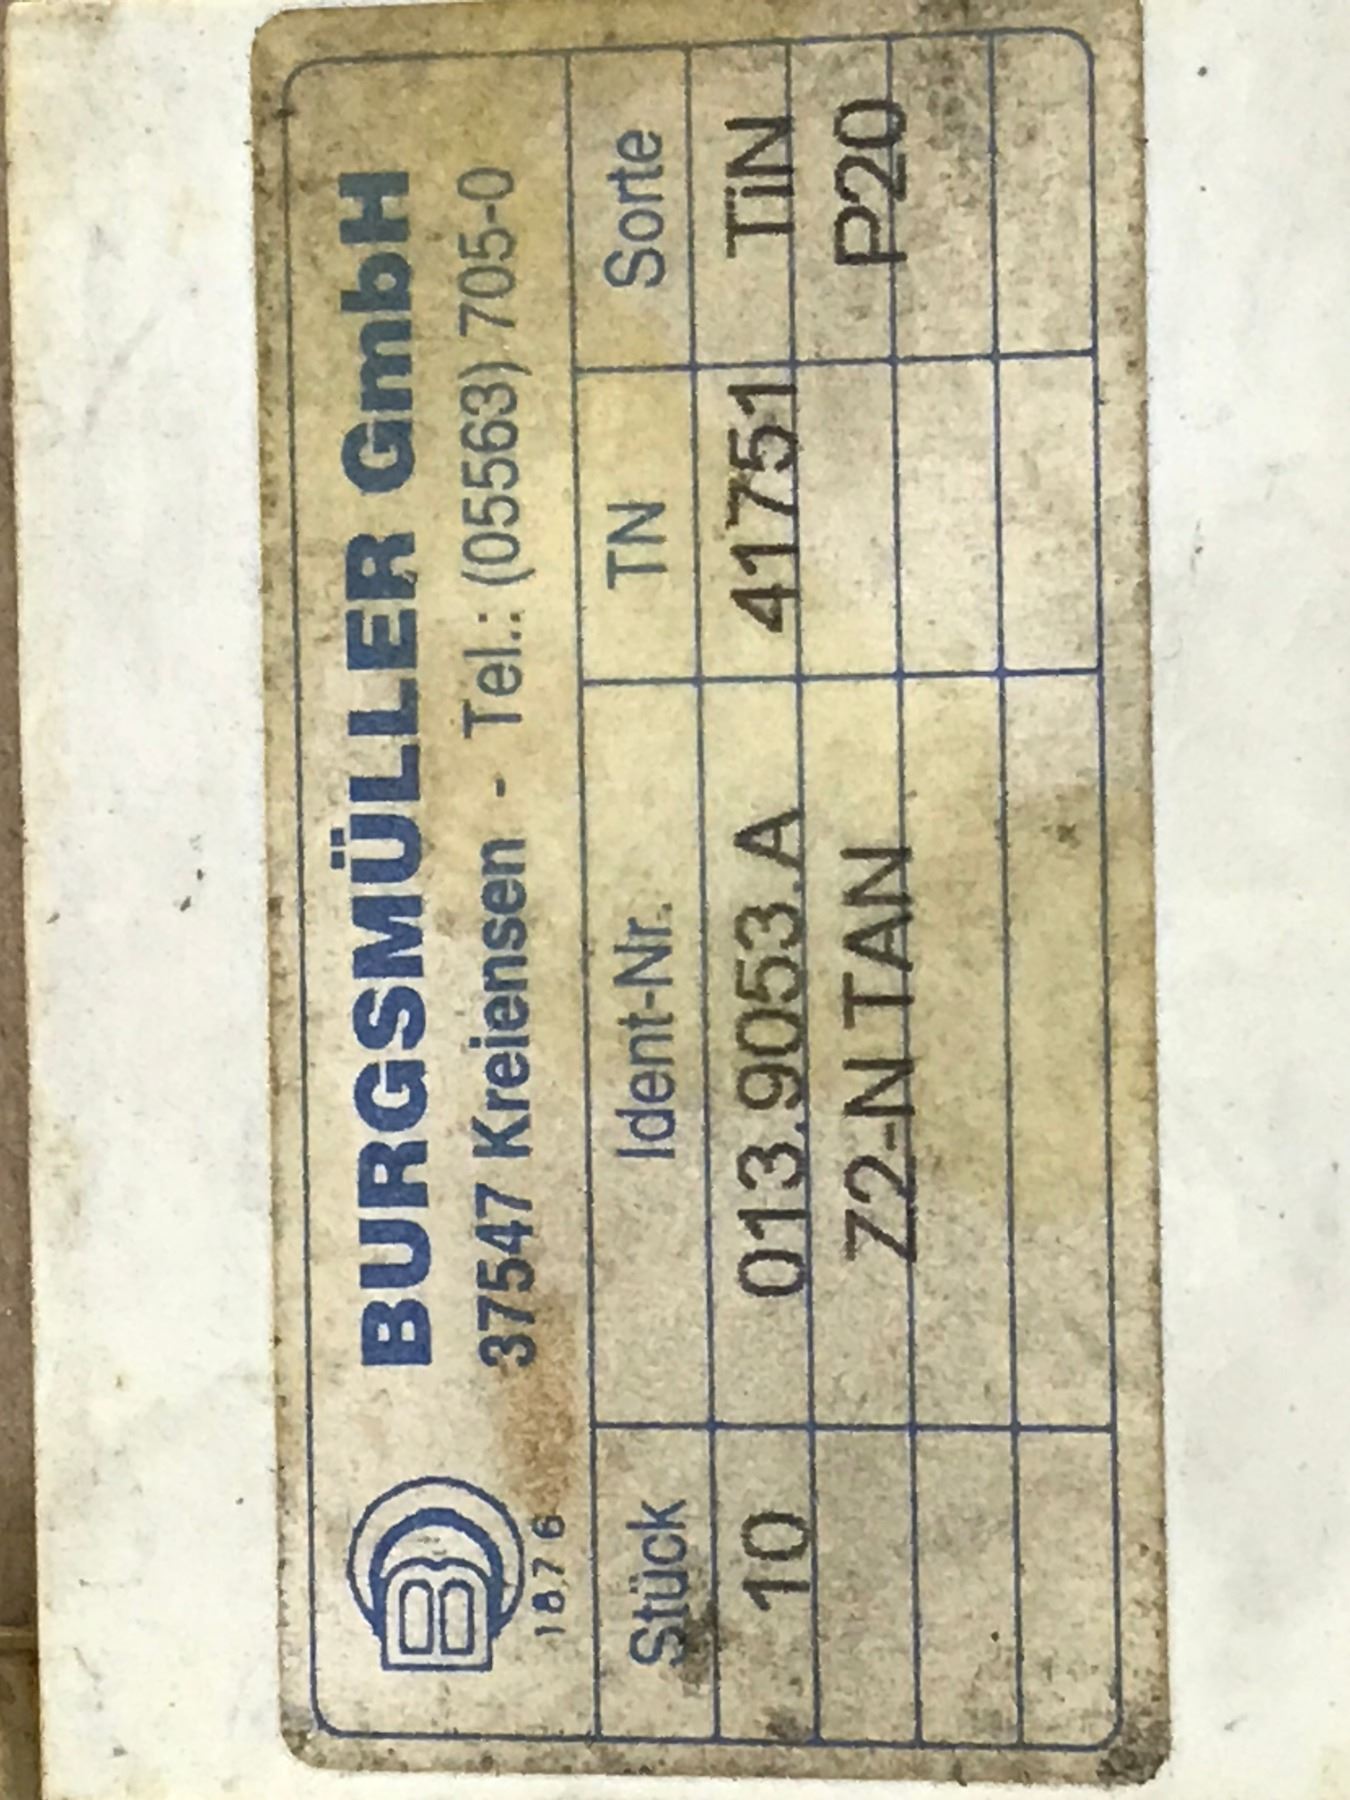 BURGSMÜLLER GmbH
37547 Kreiensen - Tel.: (05563) 705-0
1876
Stück Ident-Nr. TN Sorte
10 013.9053.A 41751 TiN
Z2-N TAN P20